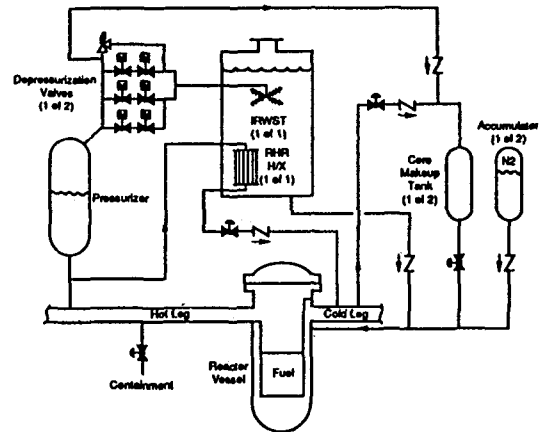 Depressurization
Valves
(1 of 2)
IRWST
(1 of 1)
RHR
H/X
(1 of 1)
Pressurizer
Accumulator
(1 of 2)
N2
Core
Makeup
Tank
(1 of 2)
Hot Leg
Cold Leg
Reactor
Vessel
Fuel
Containment